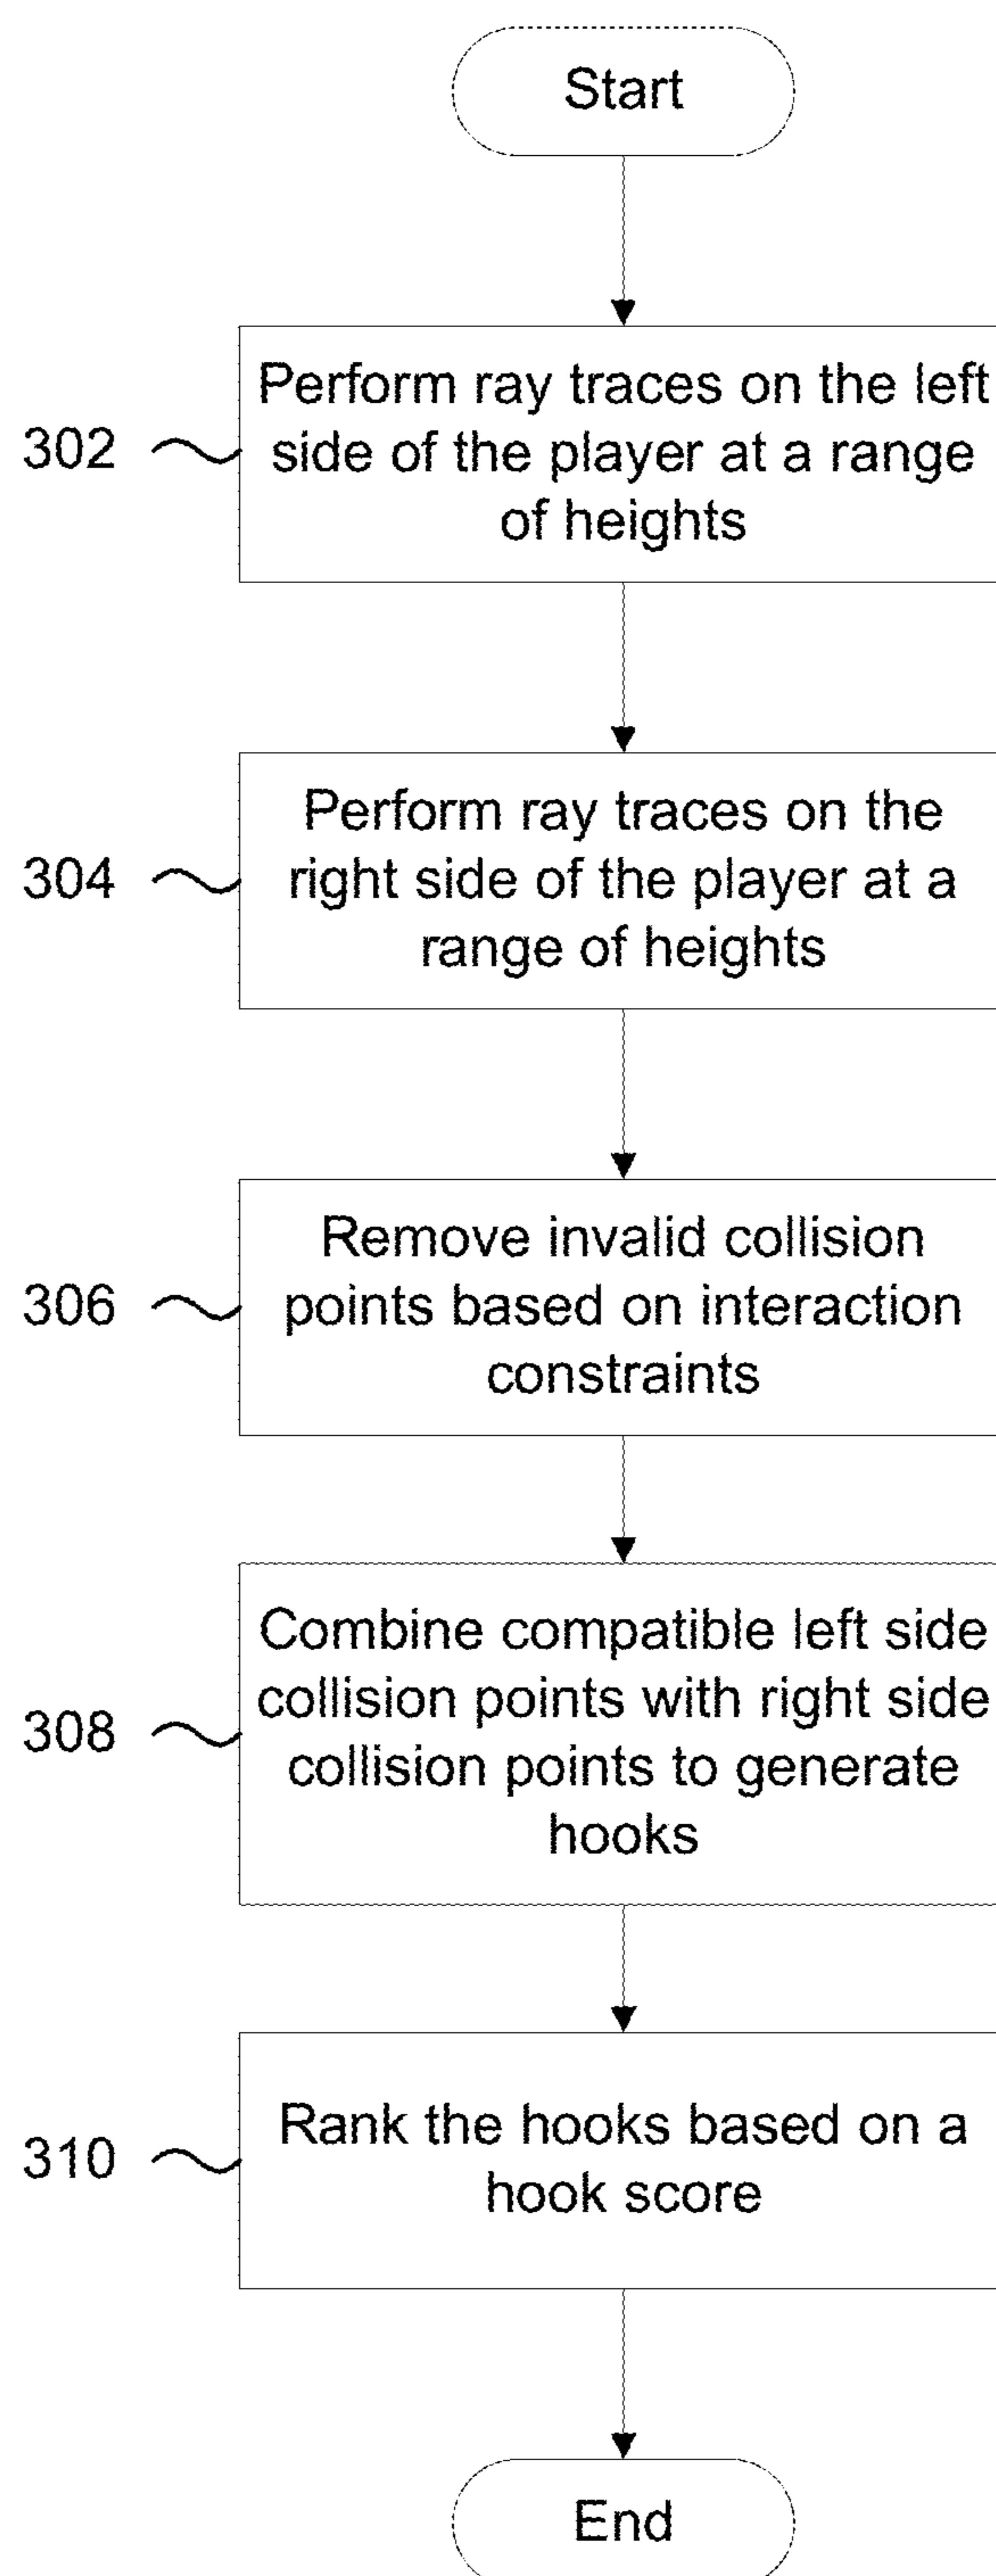 Start
302
Perform ray traces on the left
side of the player at a range
of heights
304
Perform ray traces on the
right side of the player at a
range of heights
306
Remove invalid collision
points based on interaction
constraints
308
Combine compatible left side
collision points with right side
collision points to generate
hooks
310
Rank the hooks based on a
hook score
End